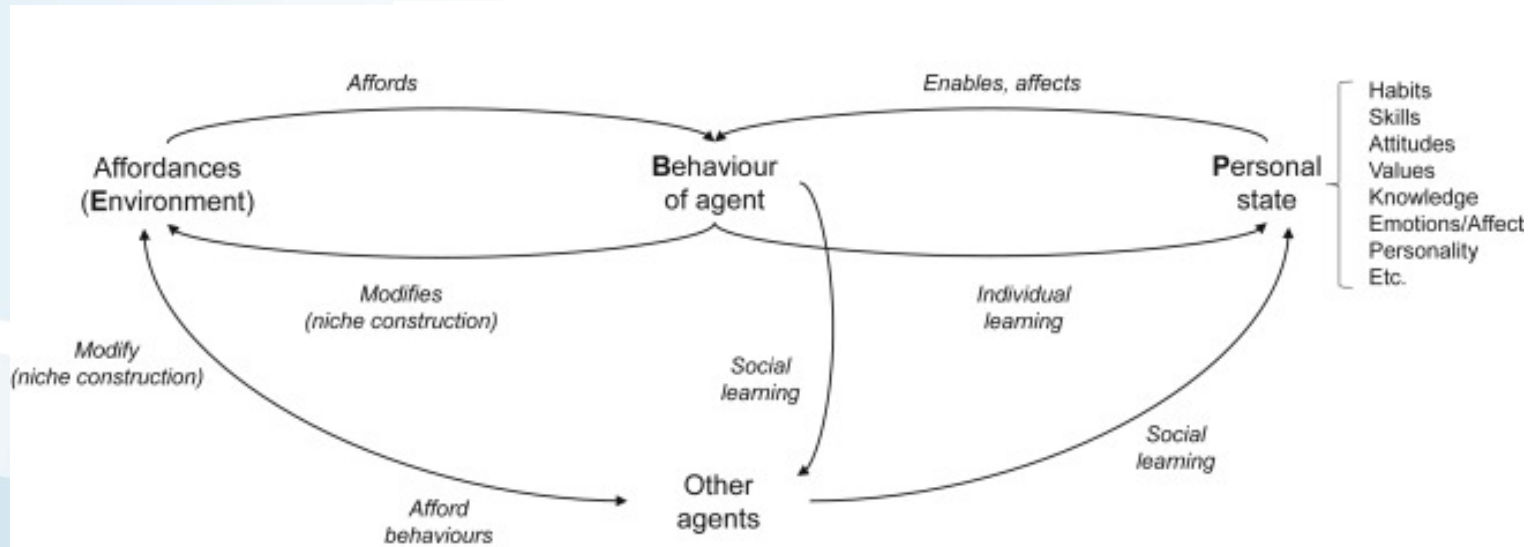 Affords
Enables, affects
Affordances
(Environment)
Behaviour
of agent
Personal
state
Habits
Skills
Attitudes
Values
Knowledge
Emotions/Affect
Personality
Etc.
Modifies
(niche construction)
Individual
learning
Modify
(niche construction)
Social
learning
Social
learning
Other
agents
Afford
behaviours